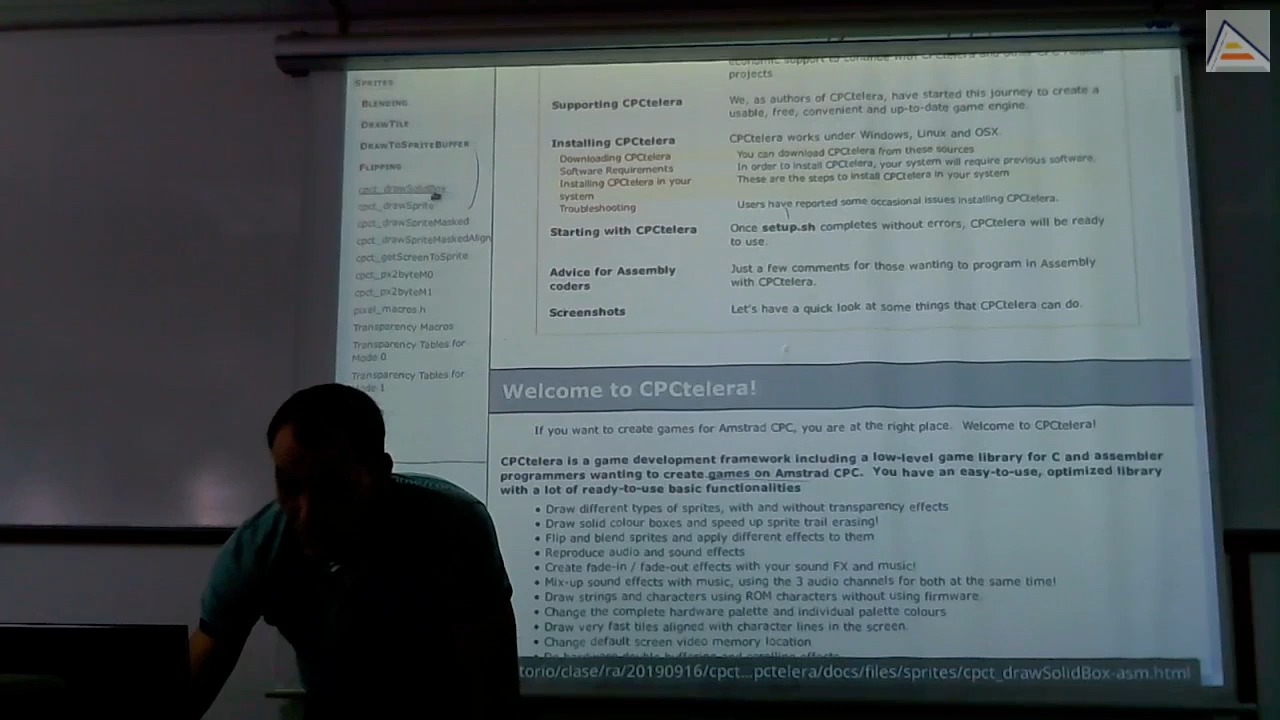 SPRITES
BLENDING
DRAWTILE
DRAWTOSPRITEBUFFER
FLIPPING
cpct_drawSolidBox
cpct_drawSprite
cpct_drawSpriteMasked
cpct_drawSpriteMaskedAlign
cpct_getScreenToSprite
cpct_px2byteM0
cpct_px2byteM1
pixel_macros.h
Transparency Macros
Transparency Tables for
Mode 0
Transparency Tables for
Mode 1
projects
Supporting CPCtelera
We, as authors of CPCtelera, have started this journey to create a
usable, free, convenient and up-to-date game engine.
Installing CPCtelera
CPCtelera works under Windows, Linux and OSX.
Downloading CPCtelera
You can download CPCtelera from these sources
Software Requirements
In order to install CPCtelera, your system will require previous software.
Installing CPCtelera in your
system
These are the steps to install CPCtelera in your system
Troubleshooting
Users have reported some occasional issues installing CPCtelera.
Starting with CPCtelera
Once setup.sh completes without errors, CPCtelera will be ready
to use.
Advice for Assembly
coders
Just a few comments for those wanting to program in Assembly
with CPCtelera.
Screenshots
Let's have a quick look at some things that CPCtelera can do.
Welcome to CPCtelera!
If you want to create games for Amstrad CPC, you are at the right place. Welcome to CPCtelera!
CPCtelera is a game development framework including a low-level game library for C and assembler
programmers wanting to create games on Amstrad CPC. You have an easy-to-use, optimized library
with a lot of ready-to-use basic functionalities
• Draw different types of sprites, with and without transparency effects
• Draw solid colour boxes and speed up sprite trail erasing!
• Flip and blend sprites and apply different effects to them
• Reproduce audio and sound effects
• Create fade-in / fade-out effects with your sound FX and music!
• Mix-up sound effects with music, using the 3 audio channels for both at the same time!
• Draw strings and characters using ROM characters without using firmware.
• Change the complete hardware palette and individual palette colours
• Draw very fast tiles aligned with character lines in the screen.
• Change default screen video memory location
torio/clase/ra/20190916/cpct...pctelera/docs/files/sprites/cpct_drawSolidBox-asm.html